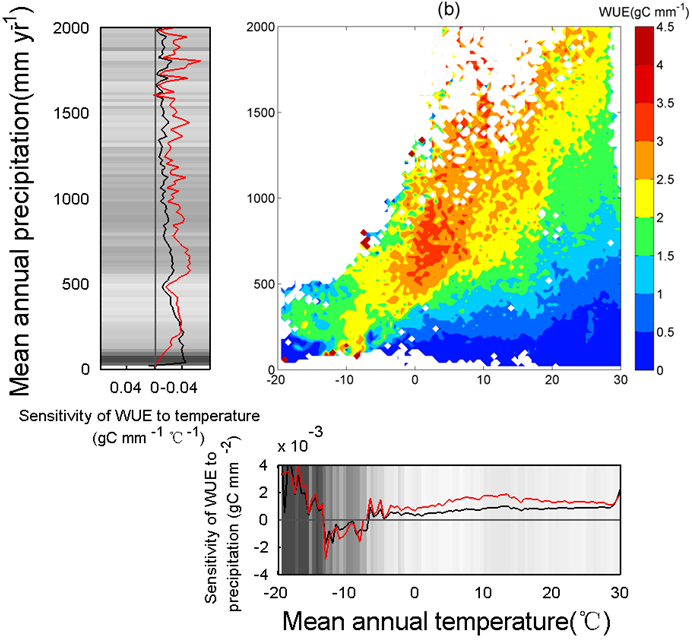 (b)
WUE(gC mm⁻¹)
2000
1500
1000
500
0
Mean annual precipitation(mm yr⁻¹)
0.04 0 -0.04
Sensitivity of WUE to temperature
(gC mm ⁻¹ ℃ ⁻¹)
2000
1500
1000
500
0
-20 -10 0 10 20 30
4.5
4
3.5
3
2.5
2
1.5
1
0.5
0
x 10⁻³
Sensitivity of WUE to
precipitation (gC mm⁻²)
4
2
0
-2
-4
-20 -10 0 10 20 30
Mean annual temperature(℃)